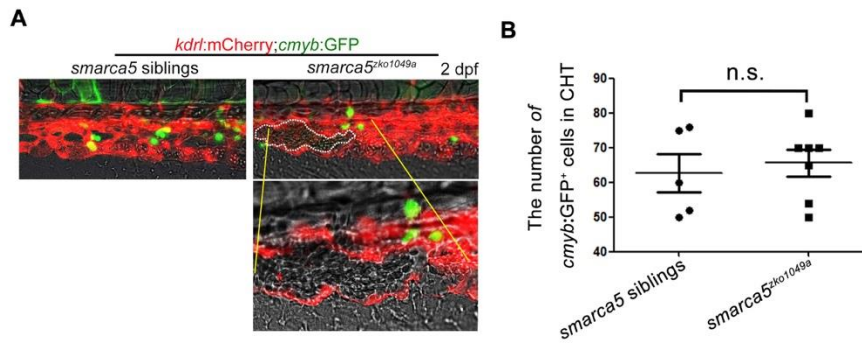 A
kdrl:mCherry;cmyb:GFP
smarca5 siblings
smarca5zko1049a
2 dpf
B
n.s.
The number of
cmyb:GFP+ cells in CHT
90
80
70
60
50
40
smarca5 siblings
smarca5zko1049a